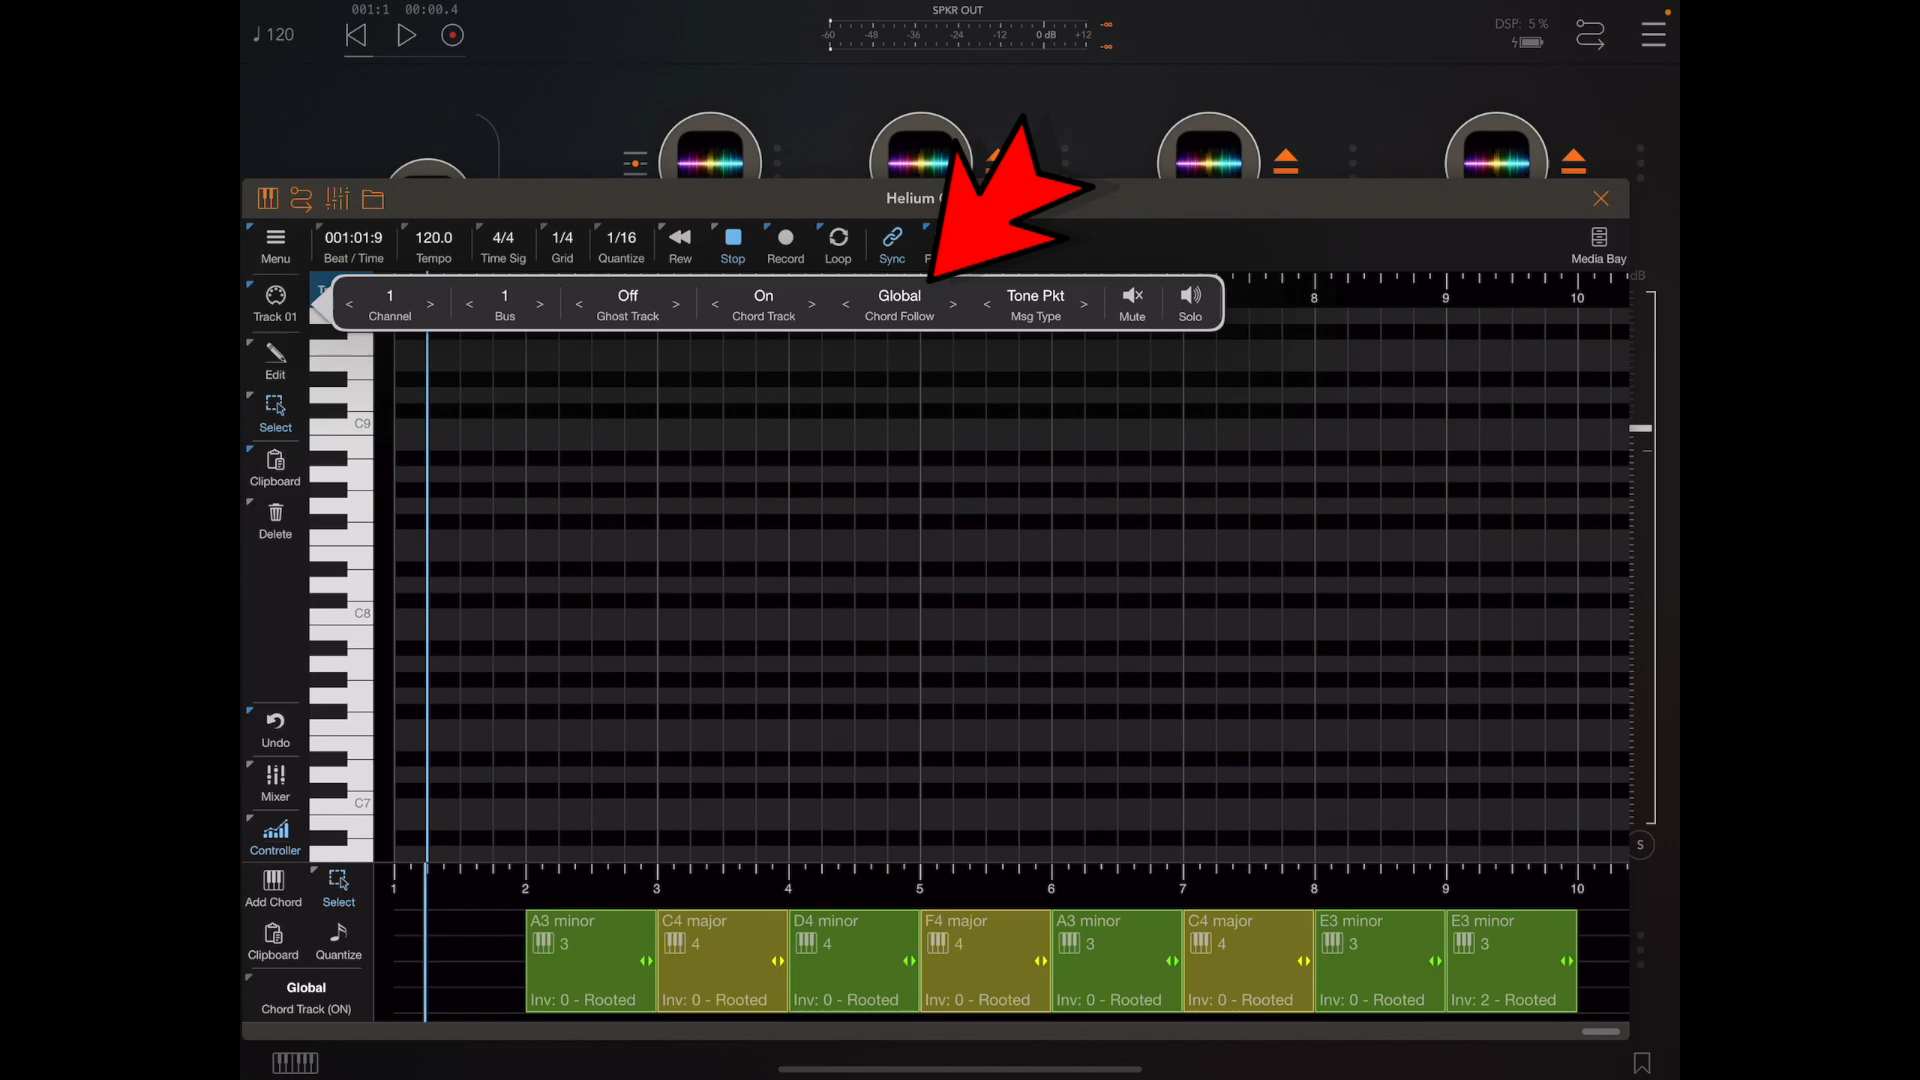 001:1 00:00.4
SPKR OUT
120
-60 -48 -36 -24 -12 0 dB +12
-∞
-∞
DSP: 5 %
Helium
001:01:9 120.0 4/4 1/4 1/16
Menu Beat / Time Tempo Time Sig Grid Quantize Rew Stop Record Loop Sync Media Bay
dB
Track 01
< 1 > < 1 > < Off > < On > < Global > < Tone Pkt >
Channel Bus Ghost Track Chord Track Chord Follow Msg Type Mute Solo
8 9 10
Edit
Select
C9
Clipboard
Delete
C8
Undo
Mixer
C7
Controller
S
1 2 3 4 5 6 7 8 9 10
Add Chord Select
Clipboard Quantize
Global
Chord Track (ON)
A3 minor C4 major D4 minor F4 major A3 minor C4 major E3 minor E3 minor
3 4 4 4 3 4 3 3
Inv: 0 - Rooted Inv: 0 - Rooted Inv: 0 - Rooted Inv: 0 - Rooted Inv: 0 - Rooted Inv: 0 - Rooted Inv: 0 - Rooted Inv: 2 - Rooted